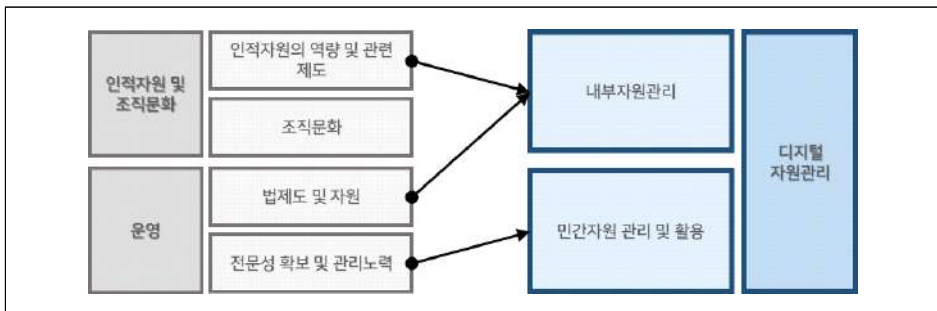 인적자원 및
조직문화
인적자원의 역량 및 관련
제도
조직문화
운영
법제도 및 자원
전문성 확보 및 관리노력
내부자원관리
민간자원 관리 및 활용
디지털
자원관리